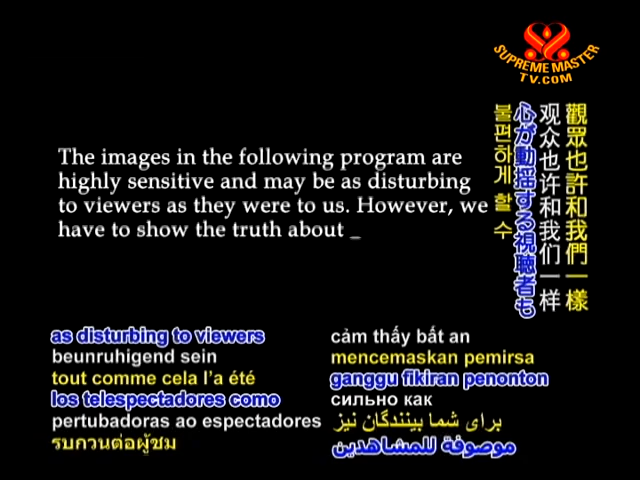 SUPREME MASTER
TV.COM
The images in the following program are
highly sensitive and may be as disturbing
to viewers as they were to us. However, we
have to show the truth about _
觀眾也許和我們一樣
观众也许和我们一样
心が動揺する視聴者も
불편하게 할 수
as disturbing to viewers
beunruhigend sein
tout comme cela l'a été
los telespectadores como
pertubadoras ao espectadores
รบกวนต่อผู้ชม
cảm thấy bất an
mencemaskan pemirsa
ganggu fikiran penonton
сильно как
برای شما بینندگان نیز
موصوفة للمشاهدين